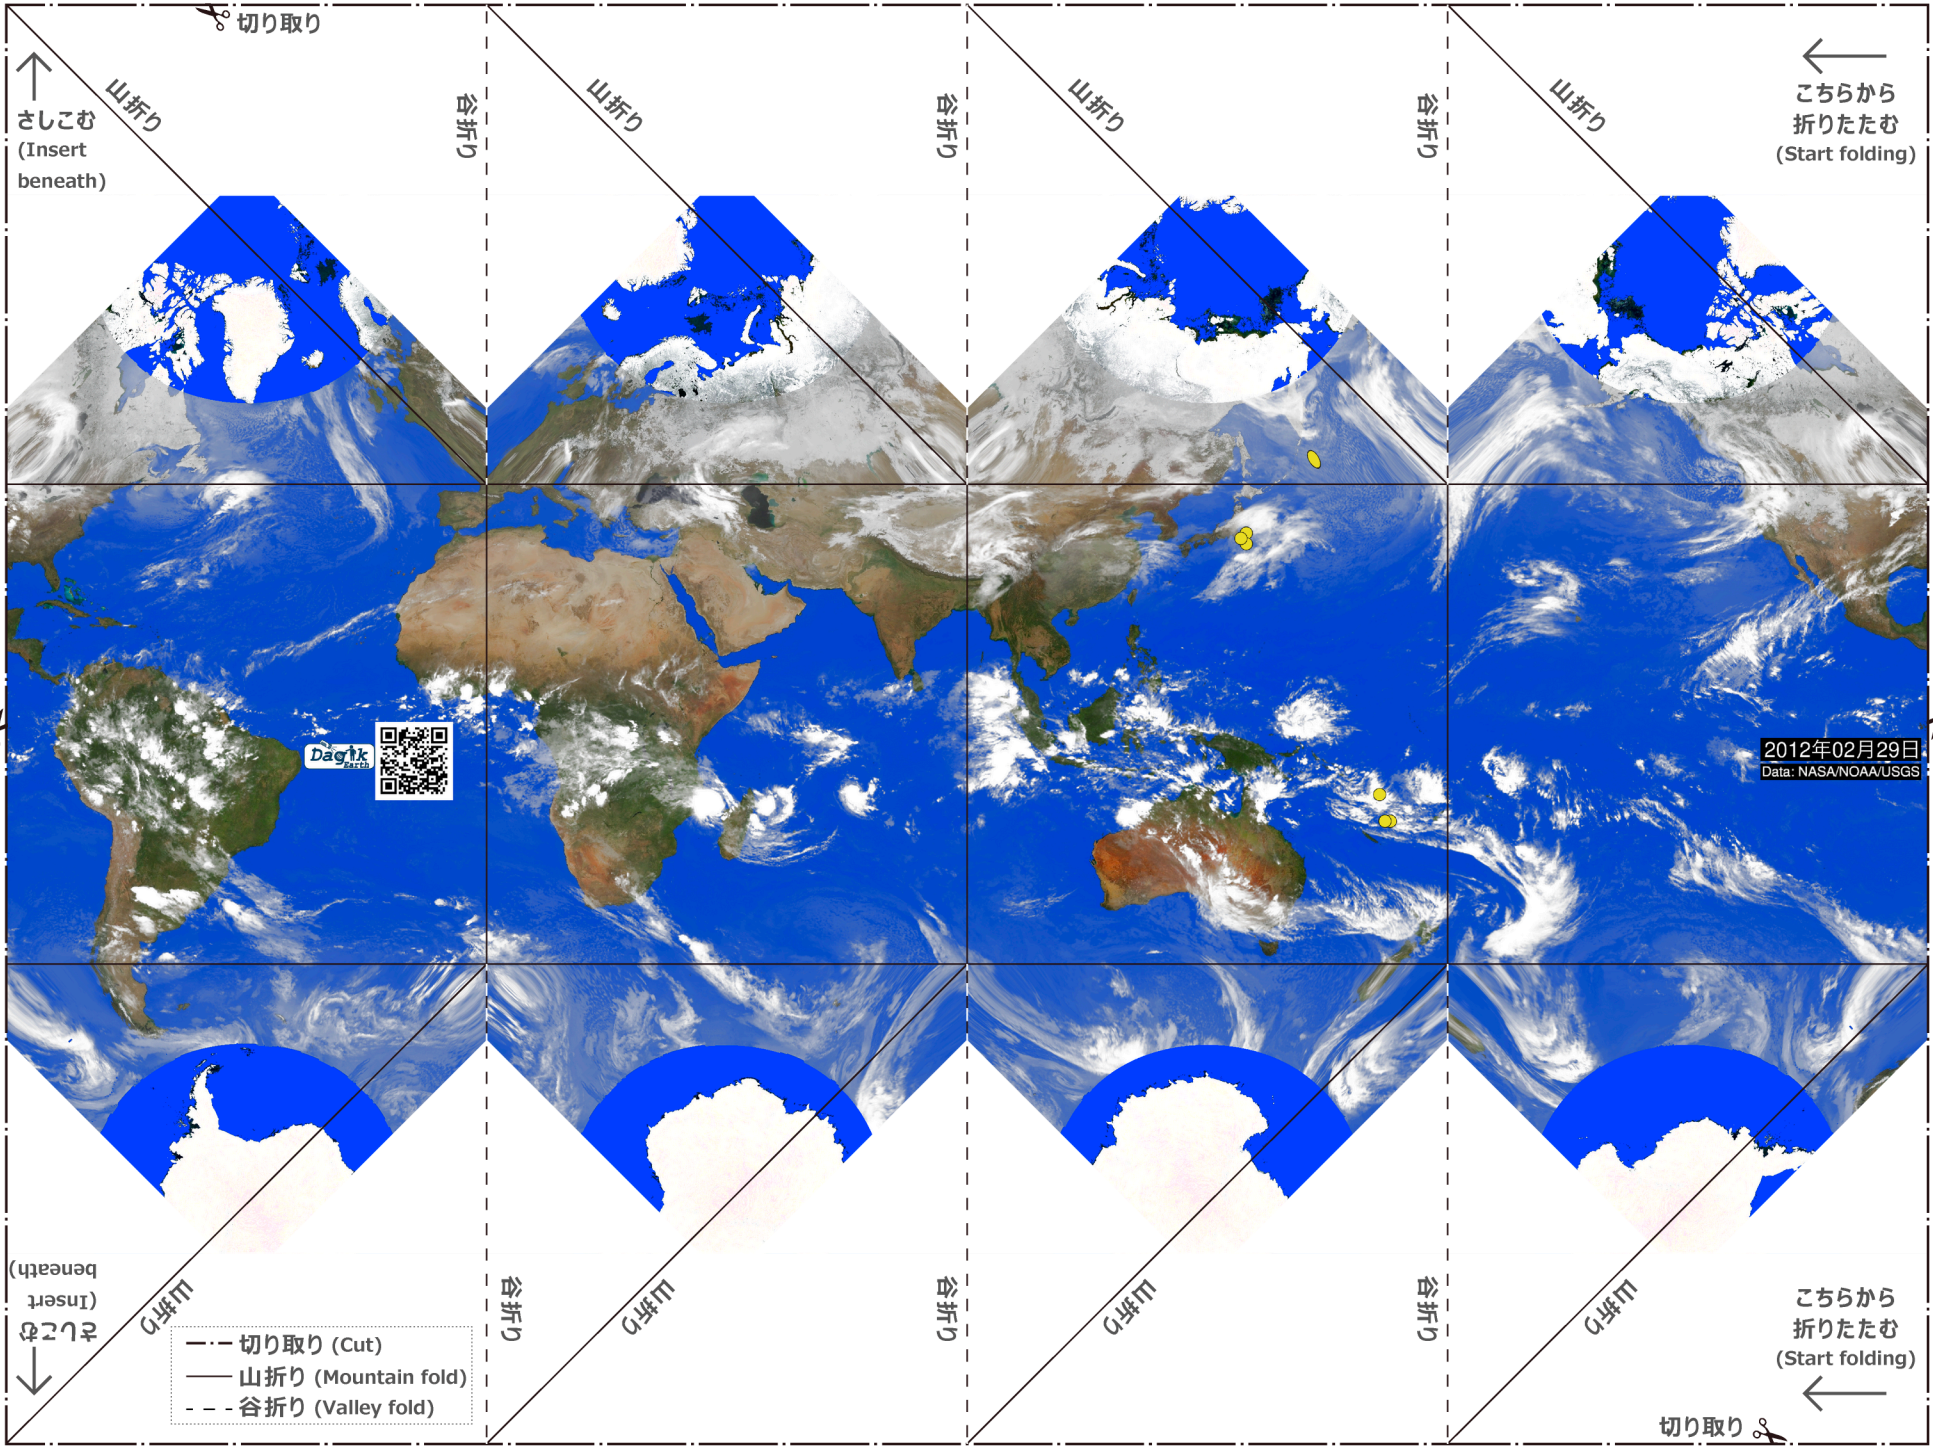 切り取り
山折り
谷折り
山折り
谷折り
山折り
谷折り
山折り
さしこむ
(Insert
beneath)
こちらから
折りたたむ
(Start folding)
Dagik
Earth
2012年02月29日
Data: NASA/NOAA/USGS
さしこむ
(Insert
beneath)
山折り
谷折り
山折り
谷折り
山折り
谷折り
山折り
切り取り (Cut)
山折り (Mountain fold)
谷折り (Valley fold)
こちらから
折りたたむ
(Start folding)
切り取り